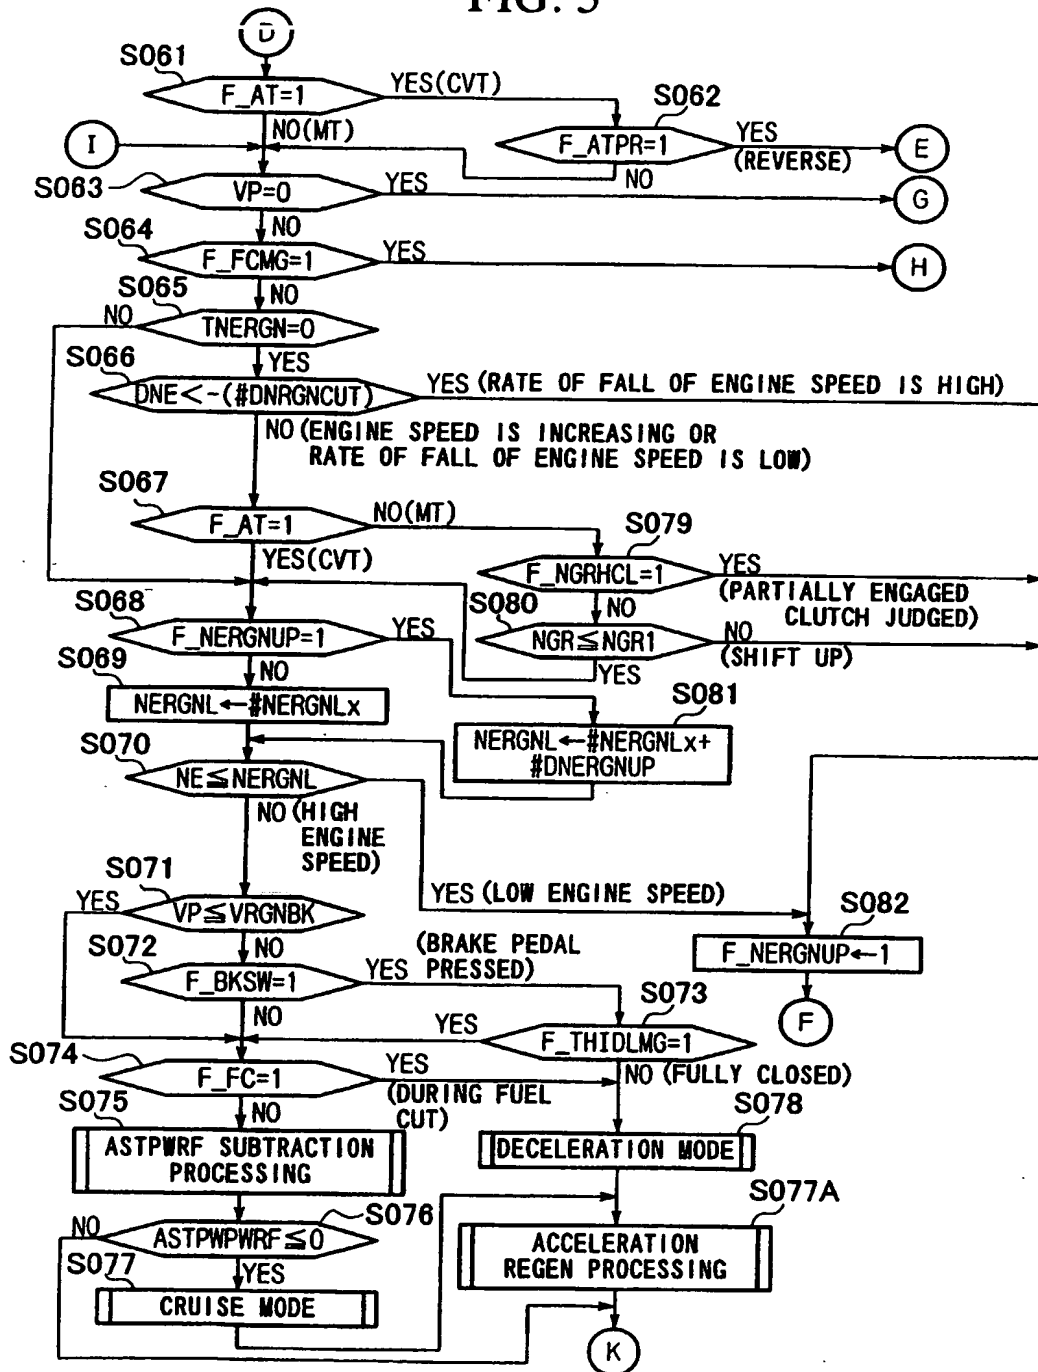 FIG. 5
D
S061
F_AT=1
YES(CVT)
S062
NO(MT)
I
F_ATPR=1
YES
(REVERSE)
E
NO
S063
VP=0
YES
G
NO
S064
F_FCMG=1
YES
H
NO
S065
NO
TNERGN=0
YES
S066
DNE<-(#DNRGNCUT)
YES (RATE OF FALL OF ENGINE SPEED IS HIGH)
NO (ENGINE SPEED IS INCREASING OR
RATE OF FALL OF ENGINE SPEED IS LOW)
S067
F_AT=1
NO(MT)
S079
YES(CVT)
F_NGRHCL=1
YES
(PARTIALLY ENGAGED
CLUTCH JUDGED)
NO
S080
S068
F_NERGNUP=1
YES
NGR≦NGR1
NO
(SHIFT UP)
YES
NO
S069
NERGNL←#NERGNLx
S081
NERGNL←#NERGNLx+
#DNERGNUP
S070
NE≦NERGNL
NO (HIGH
ENGINE
SPEED)
YES (LOW ENGINE SPEED)
S071
YES
VP≦VRGNBK
NO
S082
F_NERGNUP←1
F
S072
F_BKSW=1
(BRAKE PEDAL
YES PRESSED)
NO
S073
YES
F_THIDLMG=1
NO (FULLY CLOSED)
S074
F_FC=1
YES
(DURING FUEL
CUT)
NO
S075
S078
ASTPWRF SUBTRACTION
PROCESSING
DECELERATION MODE
S076
NO
ASTPWPWRF≦0
YES
S077A
ACCELERATION
REGEN PROCESSING
S077
CRUISE MODE
K